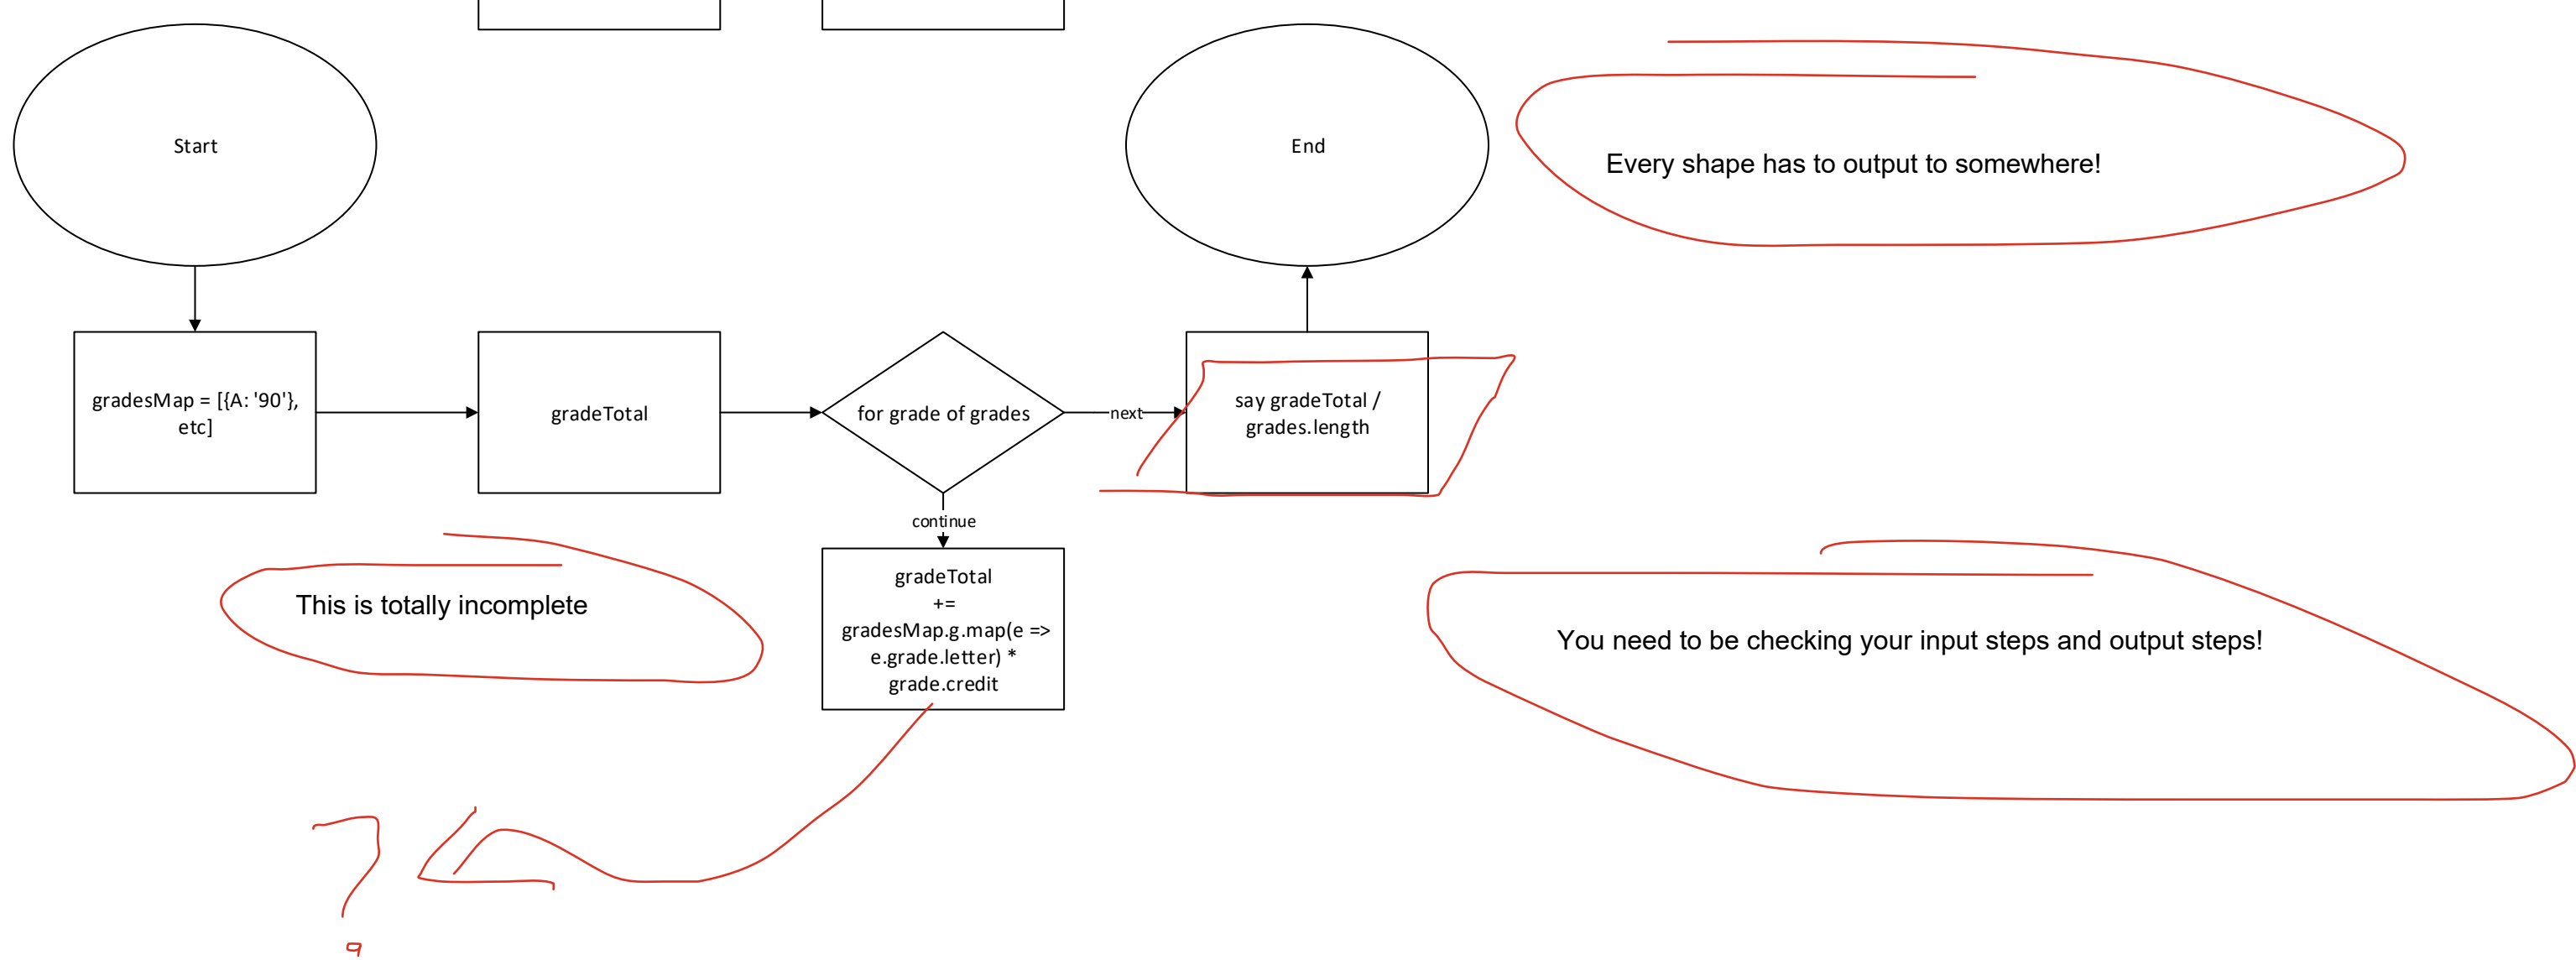 Start
End
Every shape has to output to somewhere!
gradesMap = [{A: '90'},
etc]
gradeTotal
for grade of grades
next
say gradeTotal /
grades.length
continue
gradeTotal
+=
gradesMap.g.map(e =>
e.grade.letter) *
grade.credit
This is totally incomplete
You need to be checking your input steps and output steps!
?